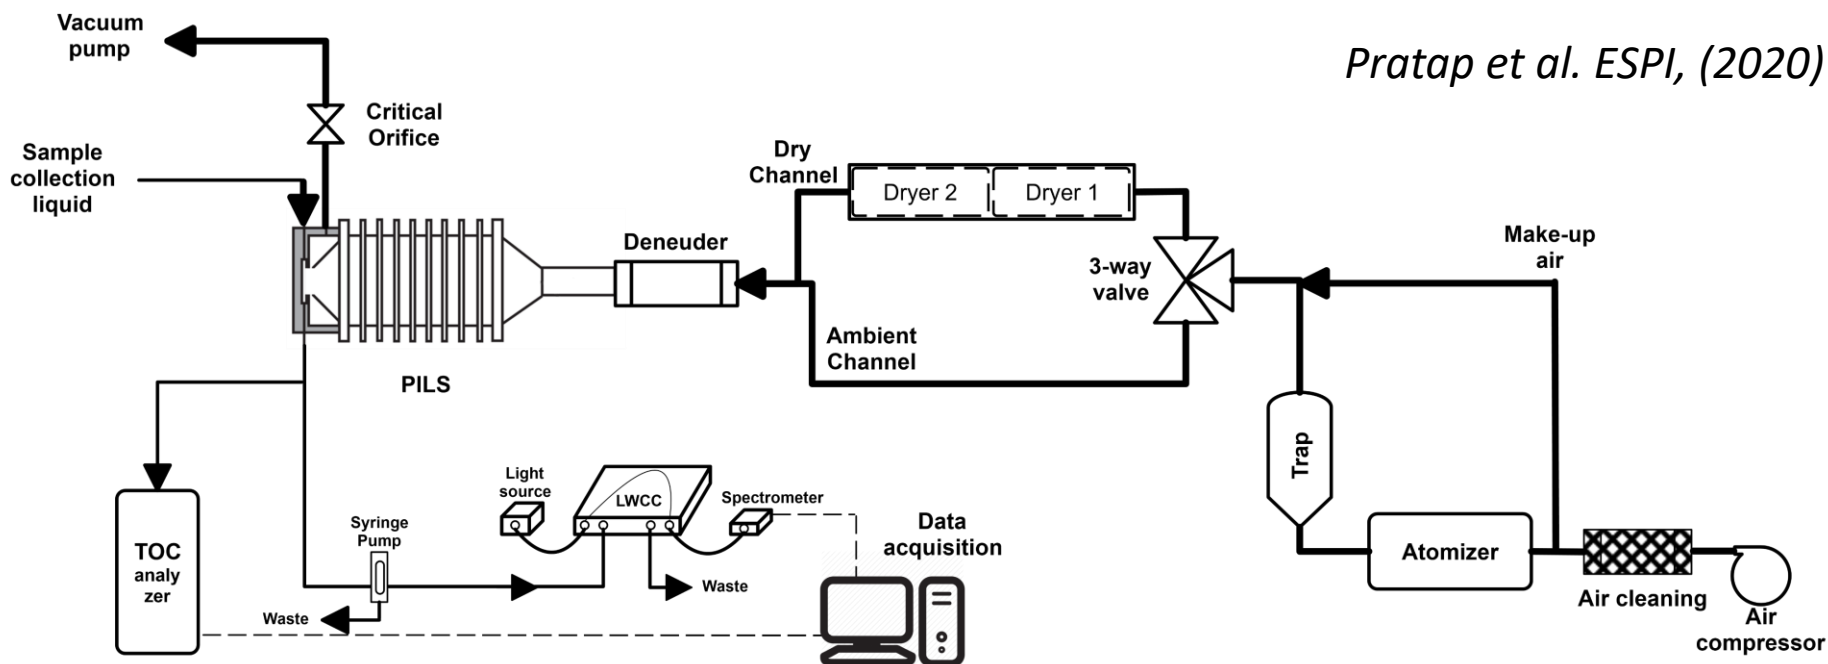 Vacuum
pump
Pratap et al. ESPI, (2020)
Critical
Orifice
Sample
collection
liquid
Dry
Channel
Dryer 2
Dryer 1
Deneuder
3-way
valve
Make-up
air
Ambient
Channel
PILS
Trap
Light
source
LWCC
Spectrometer
Syringe
Pump
Data
acquisition
TOC
analy
zer
Atomizer
Waste
Waste
Air cleaning
Air
compressor